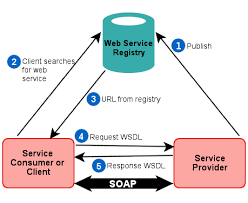 Web Service
Registry
1 Publish
2 Client searches
for web
service
3 URL from registry
4 Request WSDL
5 Response WSDL
Service
Consumer or
Client
Service
Provider
SOAP